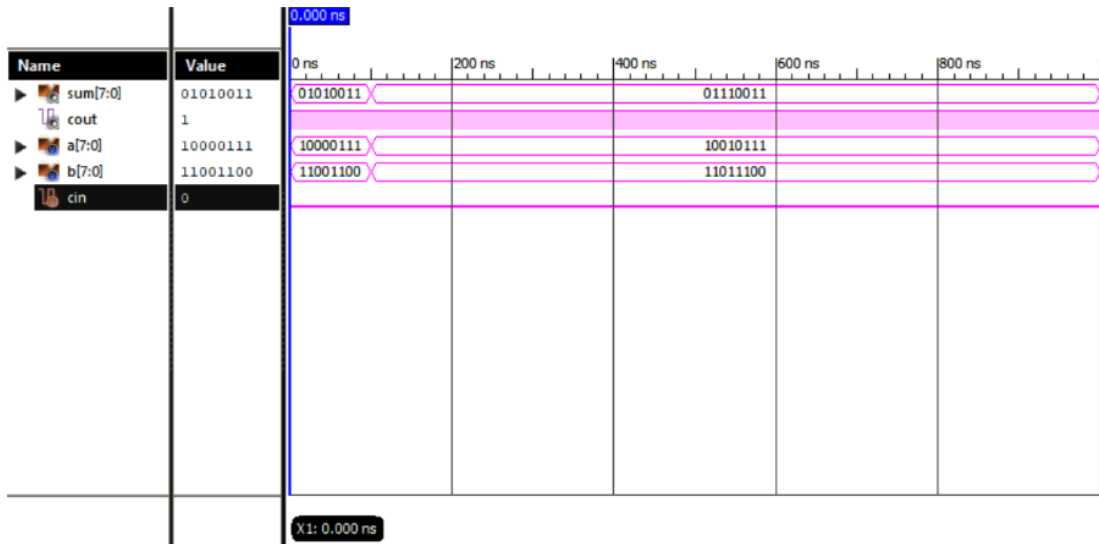 0.000 ns
Name Value 0 ns 200 ns 400 ns 600 ns 800 ns
sum[7:0] 01010011 01010011 01110011
cout 1
a[7:0] 10000111 10000111 10010111
b[7:0] 11001100 11001100 11011100
cin 0
X1: 0.000 ns